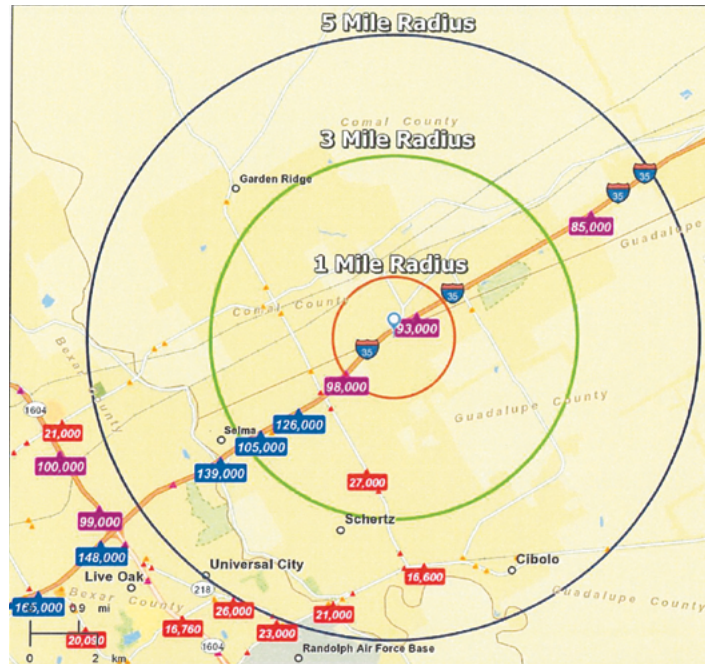 5 Mile Radius
Comal County
3 Mile Radius
Garden Ridge
35
35
85,000
Guadalupe County
1 Mile Radius
35
Comal County
93,000
35
Bexar County
98,000
1604
21,000
126,000
Guadalupe County
Selma
105,000
100,000
139,000
27,000
99,000
Schertz
148,000
Universal City
Cibolo
16,600
Live Oak
218
Guadalupe County
0.9 mi
Bexar County
26,000
21,000
16,760
23,000
20,090
1604
Randolph Air Force Base
0 2 km